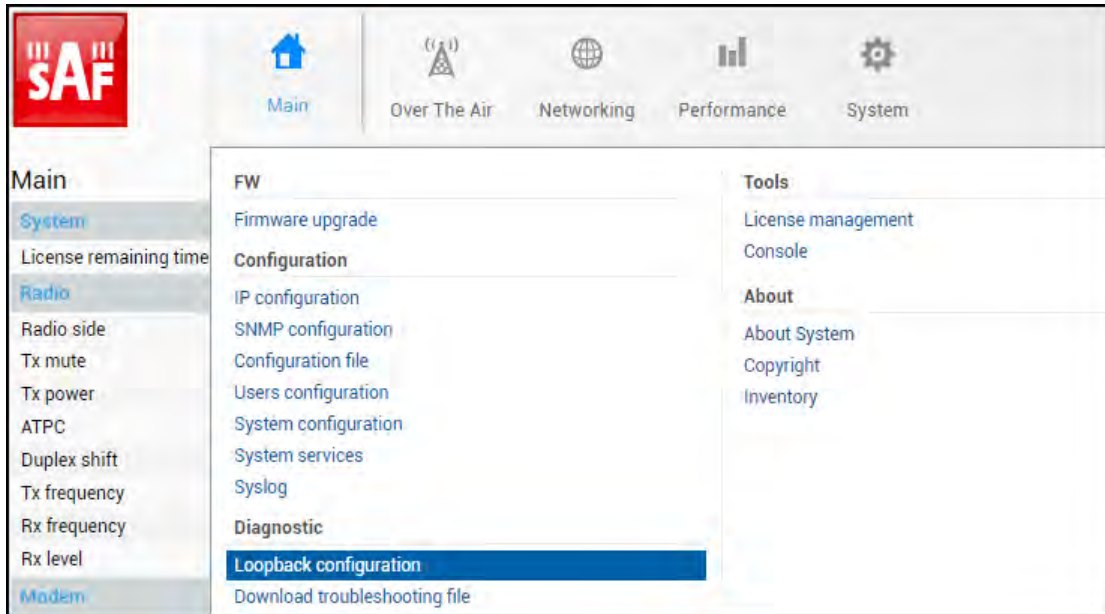 SAF
Main
Over The Air
Networking
Performance
System
Main
System
License remaining time
Radio
Radio side
Tx mute
Tx power
ATPC
Duplex shift
Tx frequency
Rx frequency
Rx level
Modem
FW
Firmware upgrade
Configuration
IP configuration
SNMP configuration
Configuration file
Users configuration
System configuration
System services
Syslog
Diagnostic
Loopback configuration
Download troubleshooting file
Tools
License management
Console
About
About System
Copyright
Inventory